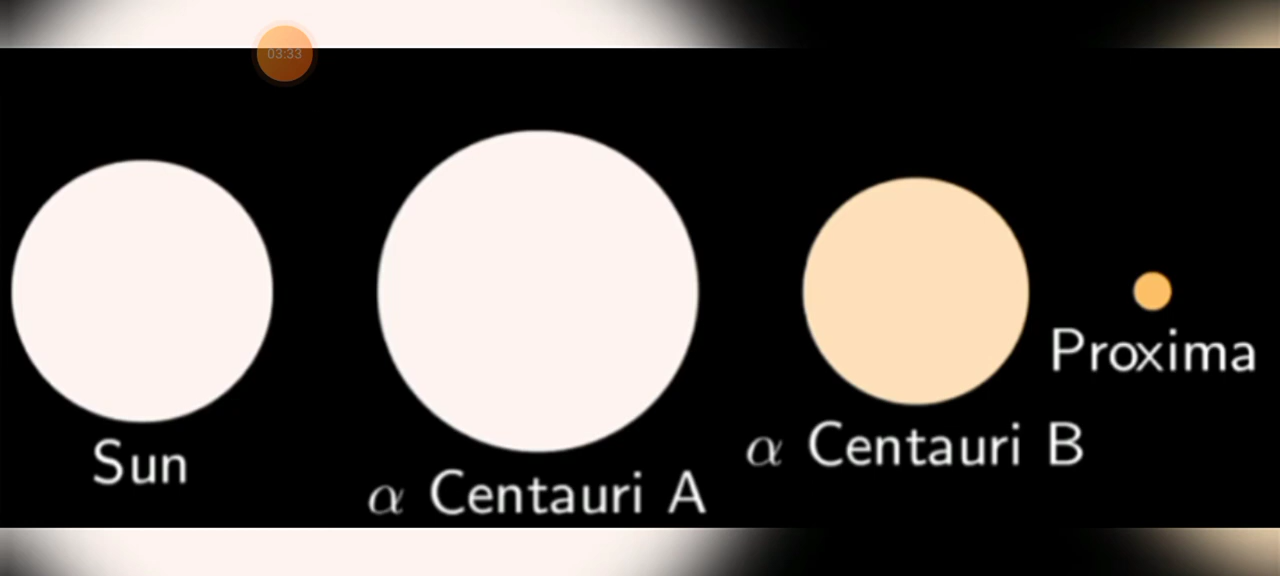 03:33
Sun
α Centauri A
α Centauri B
Proxima